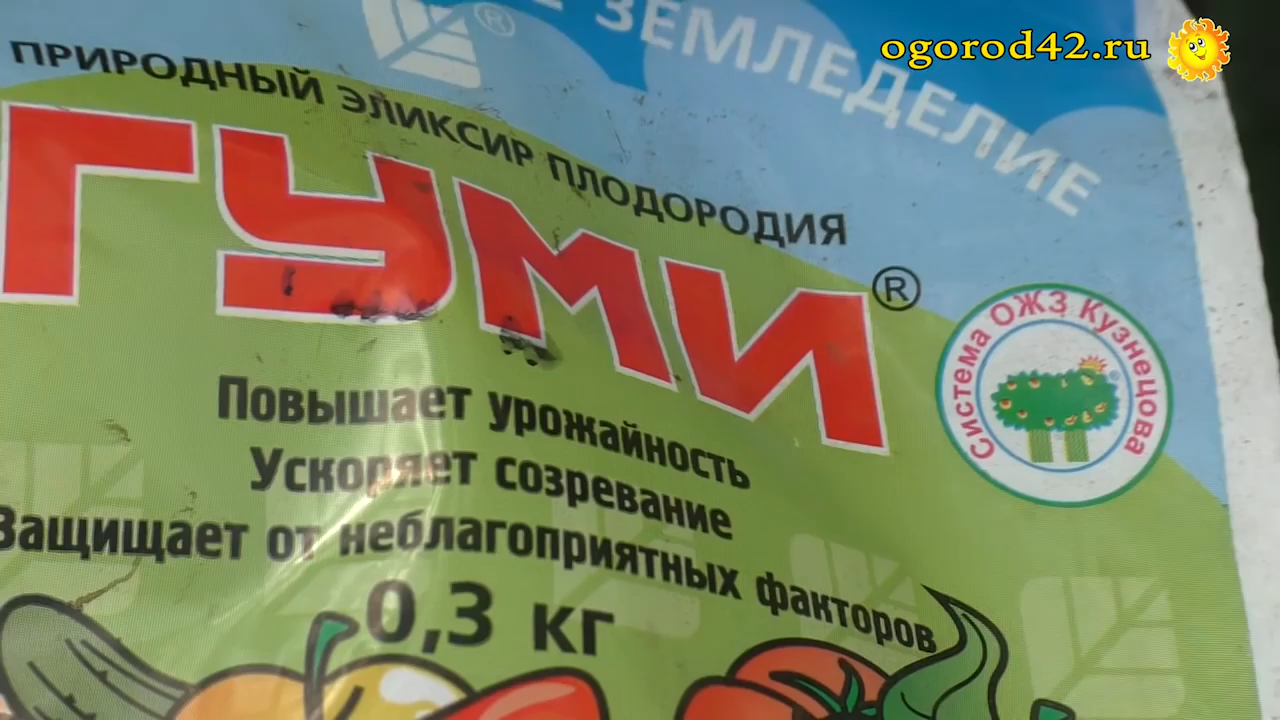 ogorod42.ru
ЗЕМЛЕДЕЛИЕ
®
ПРИРОДНЫЙ ЭЛИКСИР ПЛОДОРОДИЯ
ГУМИ®
Система ОЖЗ Кузнецова
Повышает урожайность
Ускоряет созревание
Защищает от неблагоприятных факторов
0,3 кг